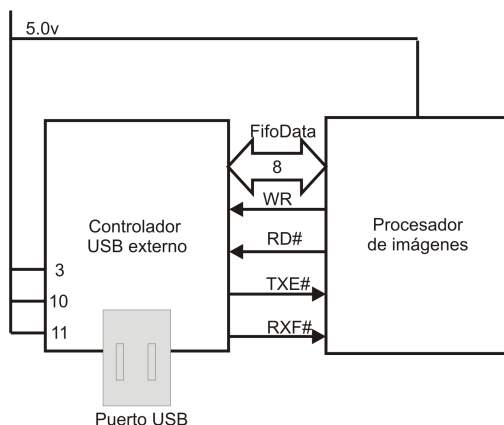 5.0v
FifoData
8
WR
RD#
TXE#
RXF#
Controlador
USB externo
Procesador
de imágenes
3
10
11
Puerto USB